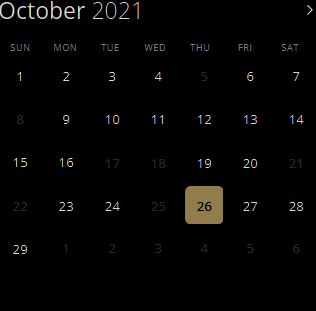 October 2021
SUN MON TUE WED THU FRI SAT
1 2 3 4 5 6 7
8 9 10 11 12 13 14
15 16 17 18 19 20 21
22 23 24 25 26 27 28
29 1 2 3 4 5 6